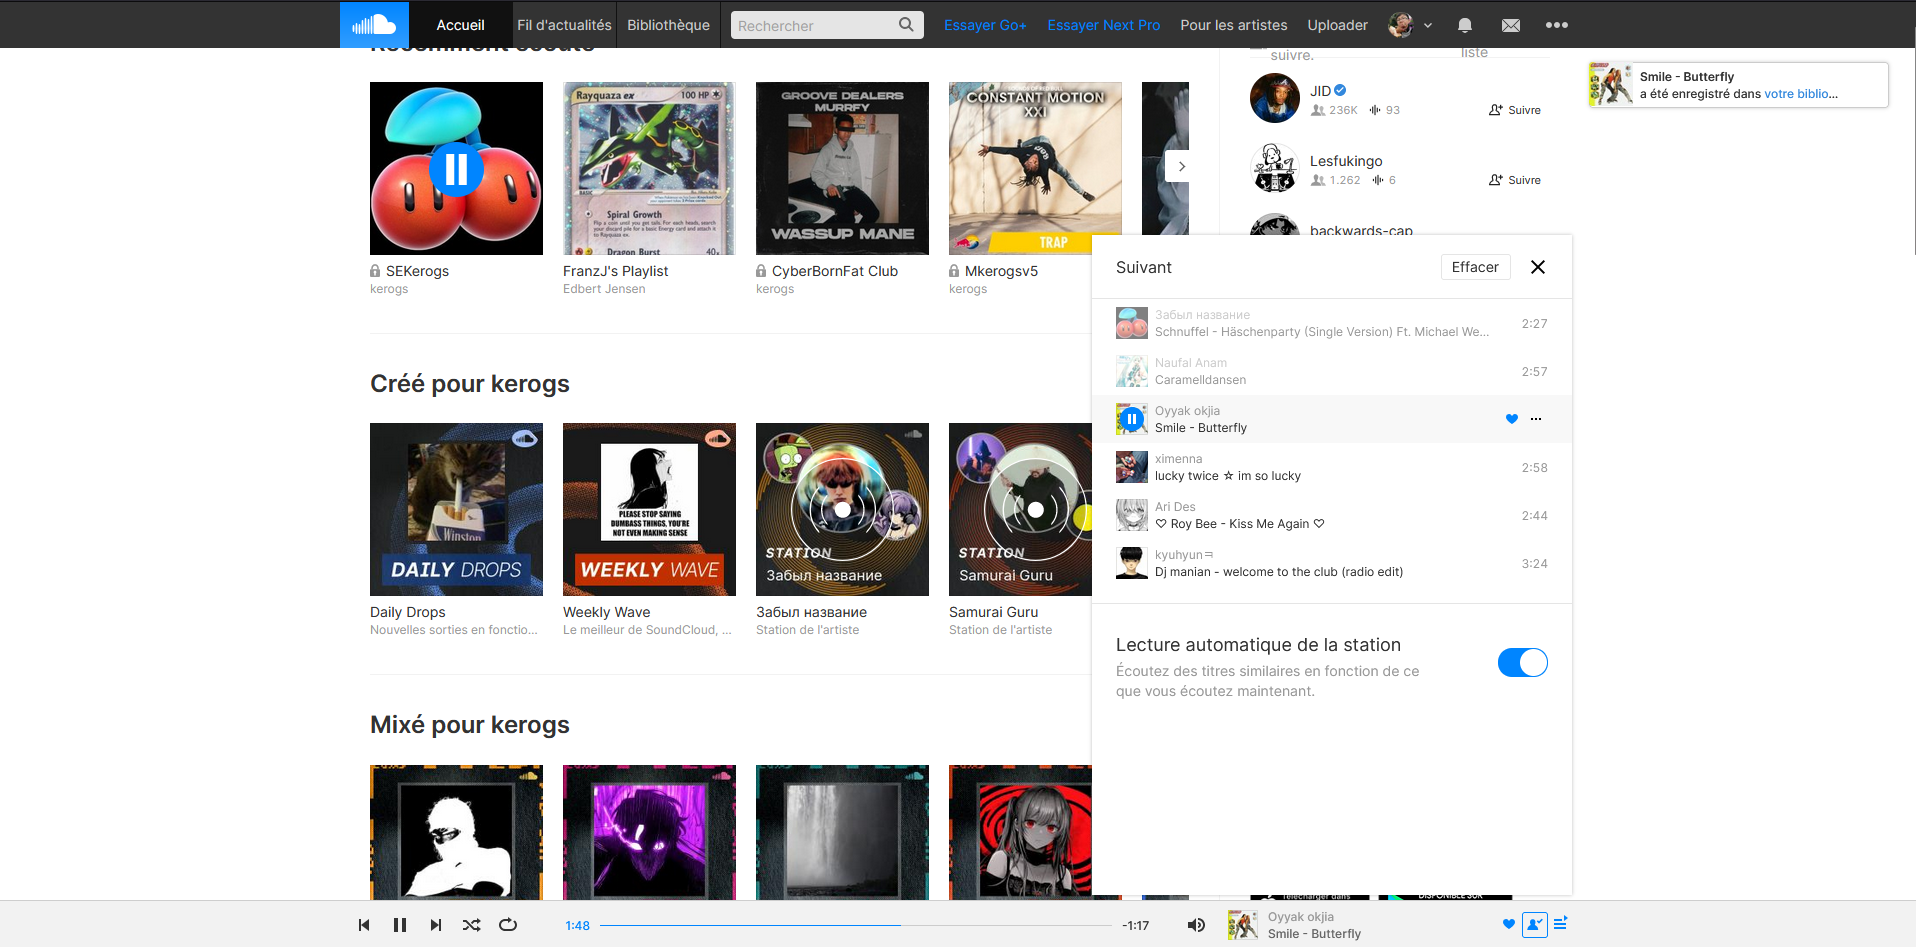 Accueil
Fil d'actualités
Bibliothèque
Rechercher
Essayer Go+
Essayer Next Pro
Pour les artistes
Uploader
suivre.
liste
Smile - Butterfly
a été enregistré dans votre biblio...
Rayquaza ex
100 HP
BASIC
Spiral Growth
Dragon Burst 40x
GROOVE DEALERS
MURRFY
WASSUP MANE
CONSTANT MOTION
XXI
TRAP
SEKerogs
kerogs
FranzJ's Playlist
Edbert Jensen
CyberBornFat Club
kerogs
Mkerogsv5
kerogs
JID
236K 93
Suivre
Lesfukingo
1.262 6
Suivre
backwards-cap
Créé pour kerogs
Winston
DAILY DROPS
PLEASE STOP SAYING
DUMBASS THINGS, YOU'RE
NOT EVEN MAKING SENSE
WEEKLY WAVE
STATION
Забыл название
STATION
Samurai Guru
Daily Drops
Nouvelles sorties en fonctio...
Weekly Wave
Le meilleur de SoundCloud, ...
Забыл название
Station de l'artiste
Samurai Guru
Station de l'artiste
Mixé pour kerogs
Suivant
Effacer
Забыл название
Schnuffel - Häschenparty (Single Version) Ft. Michael We...
2:27
Naufal Anam
Caramelldansen
2:57
Oyyak okjia
Smile - Butterfly
ximenna
lucky twice ☆ im so lucky
2:58
Ari Des
♡ Roy Bee - Kiss Me Again ♡
2:44
kyuhyunㅋ
Dj manian - welcome to the club (radio edit)
3:24
Lecture automatique de la station
Écoutez des titres similaires en fonction de ce
que vous écoutez maintenant.
1:48
-1:17
Oyyak okjia
Smile - Butterfly